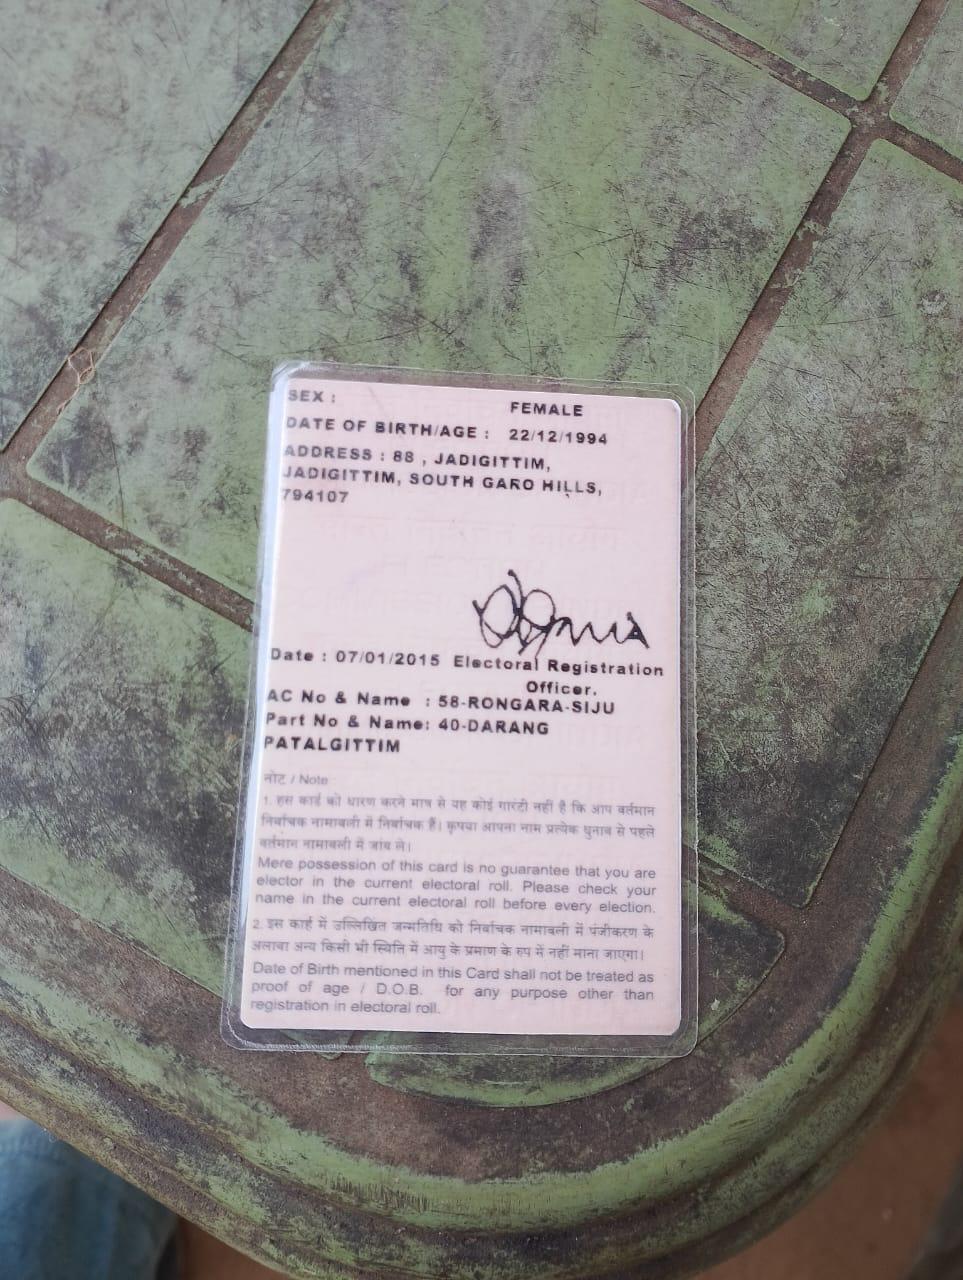 SEX : FEMALE
DATE OF BIRTH/AGE : 22/12/1994
ADDRESS : 88 , JADIGITTIM,
JADIGITTIM, SOUTH GARO HILLS,
794107
Date : 07/01/2015 Electoral Registration
Officer.
AC No & Name : 58-RONGARA-SIJU
Part No & Name: 40-DARANG
PATALGITTIM
नोट / Note
1. इस कार्ड को धारण करने मात्र से यह कोई गारंटी नहीं है कि आप वर्तमान
निर्वाचक नामावली में निर्वाचक हैं। कृपया आपना नाम प्रत्येक चुनाव से पहले
वर्तमान नामावली में जांच ले।
Mere possession of this card is no guarantee that you are
elector in the current electoral roll. Please check your
name in the current electoral roll before every election.
2. इस कार्ड में उल्लिखित जन्मतिथि को निर्वाचक नामावली में पंजीकरण के
अलावा अन्य किसी भी स्थिति में आयु के प्रमाण के रुप में नहीं माना जाएगा।
Date of Birth mentioned in this Card shall not be treated as
proof of age / D.O.B. for any purpose other than
registration in electoral roll.